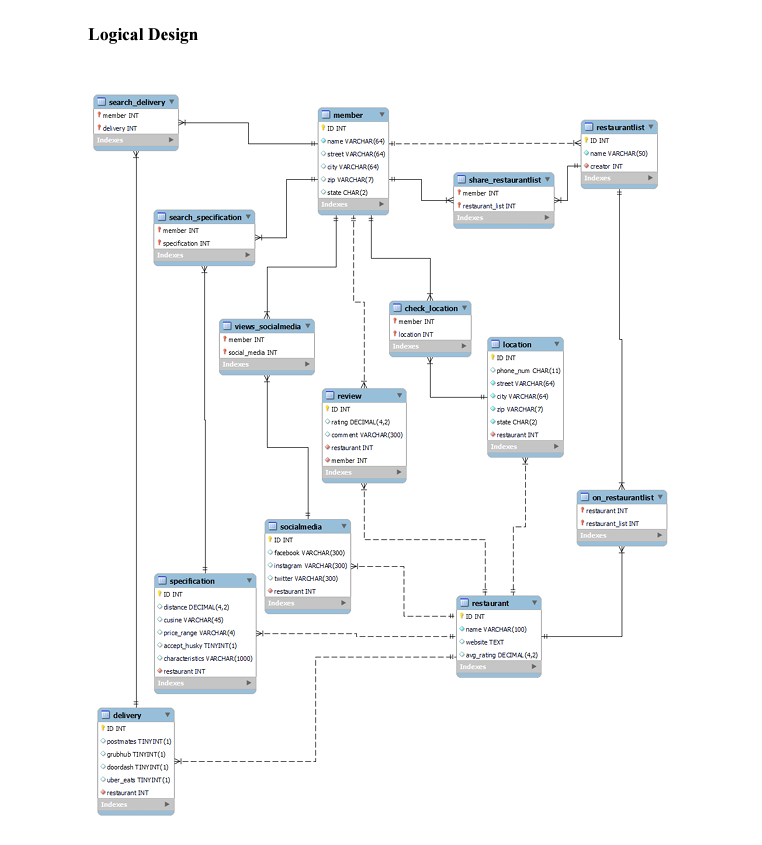 Logical Design
search_delivery
member INT
delivery INT
Indexes
member
ID INT
name VARCHAR(64)
street VARCHAR(64)
city VARCHAR(64)
zip VARCHAR(7)
state CHAR(2)
Indexes
restaurantlist
ID INT
name VARCHAR(50)
creator INT
Indexes
share_restaurantlist
member INT
restaurant_list INT
Indexes
search_specification
member INT
specification INT
Indexes
views_socialmedia
member INT
social_media INT
Indexes
check_location
member INT
location INT
Indexes
location
ID INT
phone_num CHAR(11)
street VARCHAR(64)
city VARCHAR(64)
zip VARCHAR(7)
state CHAR(2)
restaurant INT
Indexes
review
ID INT
rating DECIMAL(4,2)
comment VARCHAR(300)
restaurant INT
member INT
Indexes
on_restaurantlist
restaurant INT
restaurant_list INT
Indexes
socialmedia
ID INT
facebook VARCHAR(300)
instagram VARCHAR(300)
twitter VARCHAR(300)
restaurant INT
Indexes
specification
ID INT
distance DECIMAL(4,2)
cusine VARCHAR(45)
price_range VARCHAR(4)
accept_husky TINYINT(1)
characteristics VARCHAR(1000)
restaurant INT
Indexes
restaurant
ID INT
name VARCHAR(100)
website TEXT
avg_rating DECIMAL(4,2)
Indexes
delivery
ID INT
postmates TINYINT(1)
grubhub TINYINT(1)
doordash TINYINT(1)
uber_eats TINYINT(1)
restaurant INT
Indexes